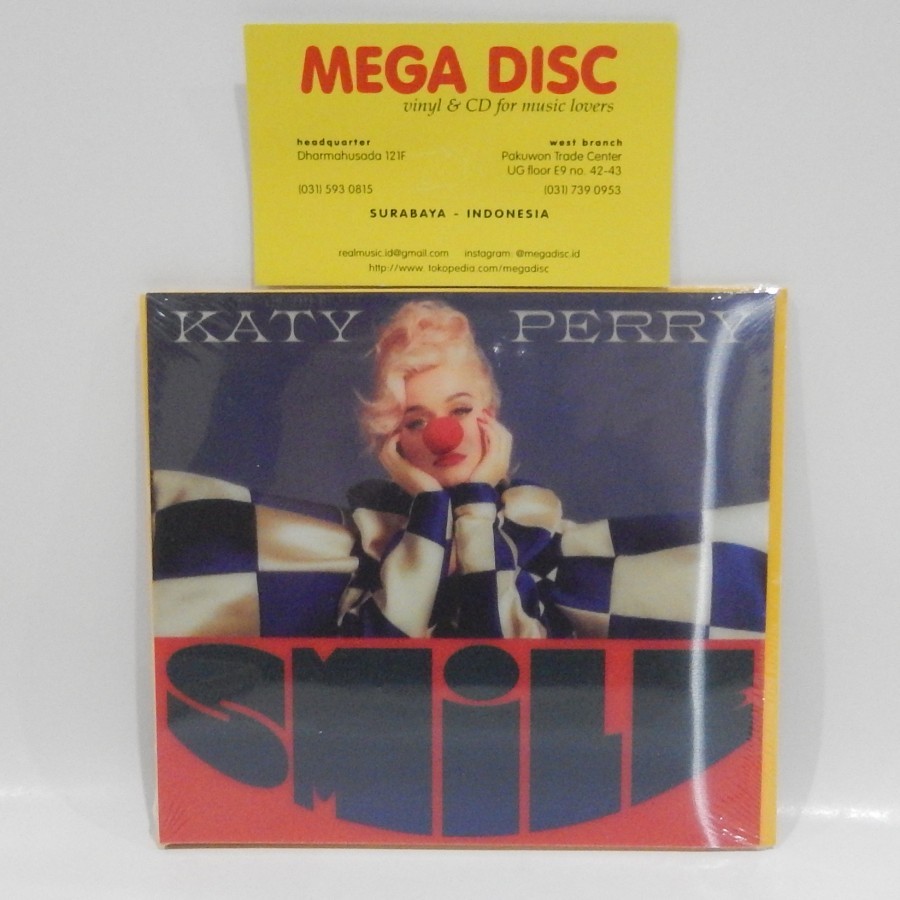 MEGA DISC
vinyl & CD for music lovers
headquarter
Dharmahusada 121F
(031) 593 0815
west branch
Pakuwon Trade Center
UG floor E9 no. 42-43
(031) 739 0953
SURABAYA - INDONESIA
realmusic.id@gmail.com instagram: @megadisc.id
http://www.tokopedia.com/megadisc
KATY PERRY
SMiLE